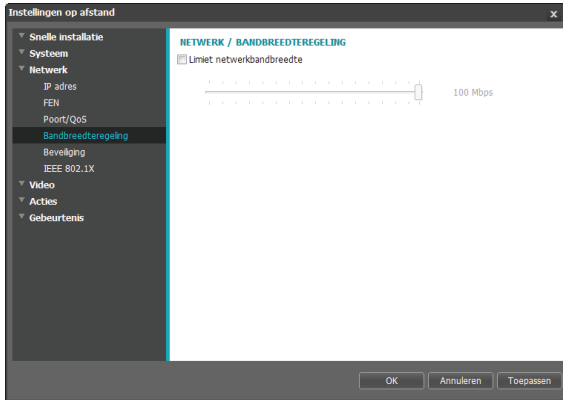 Instellingen op afstand
x
Snelle installatie
Systeem
Netwerk
IP adres
FEN
Poort/QoS
Bandbreedteregeling
Beveiliging
IEEE 802.1X
Video
Acties
Gebeurtenis
NETWERK / BANDBREEDTEREGELING
Limiet netwerkbandbreedte
100 Mbps
OK Annuleren Toepassen